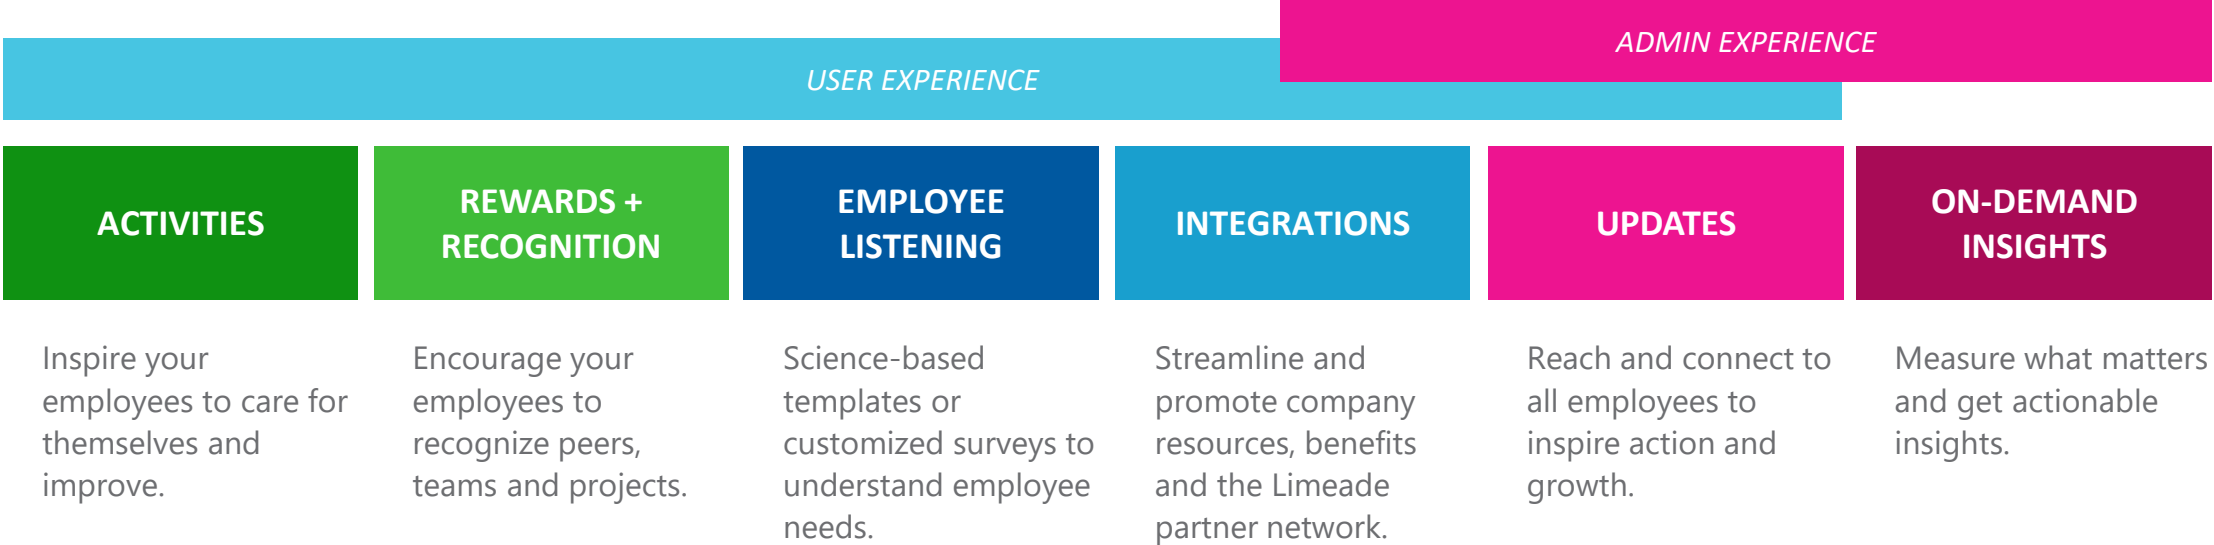 ADMIN EXPERIENCE
USER EXPERIENCE
ACTIVITIES
Inspire your
employees to care for
themselves and
improve.
REWARDS +
RECOGNITION
Encourage your
employees to
recognize peers,
teams and projects.
EMPLOYEE
LISTENING
Science-based
templates or
customized surveys to
understand employee
needs.
INTEGRATIONS
Streamline and
promote company
resources, benefits
and the Limeade
partner network.
UPDATES
Reach and connect to
all employees to
inspire action and
growth.
ON-DEMAND
INSIGHTS
Measure what matters
and get actionable
insights.